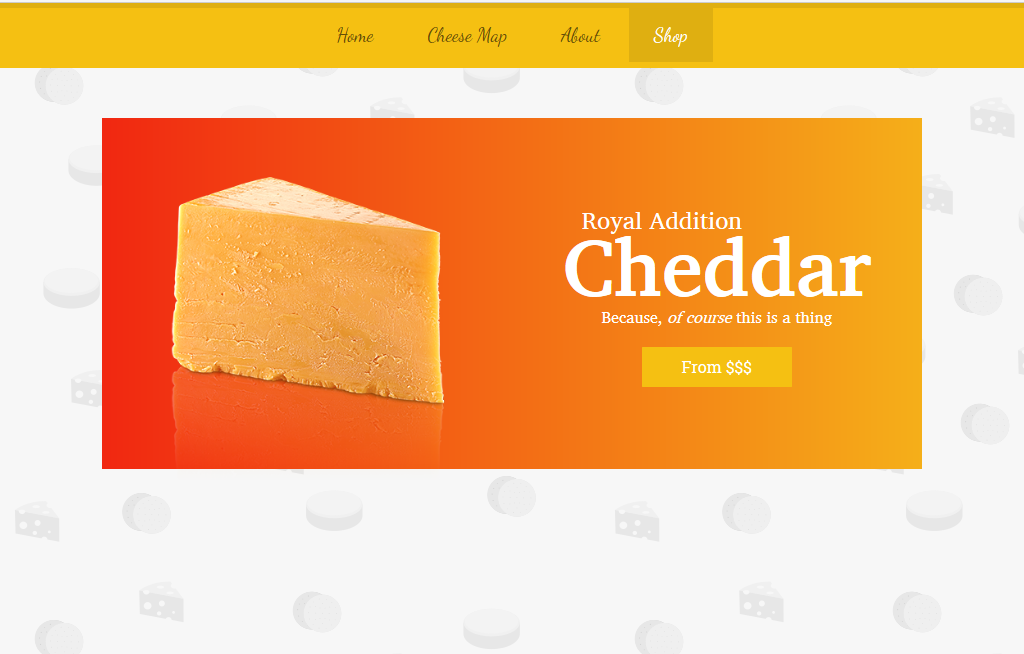 Home Cheese Map About Shop
Royal Addition
Cheddar
Because, of course this is a thing
From $$$